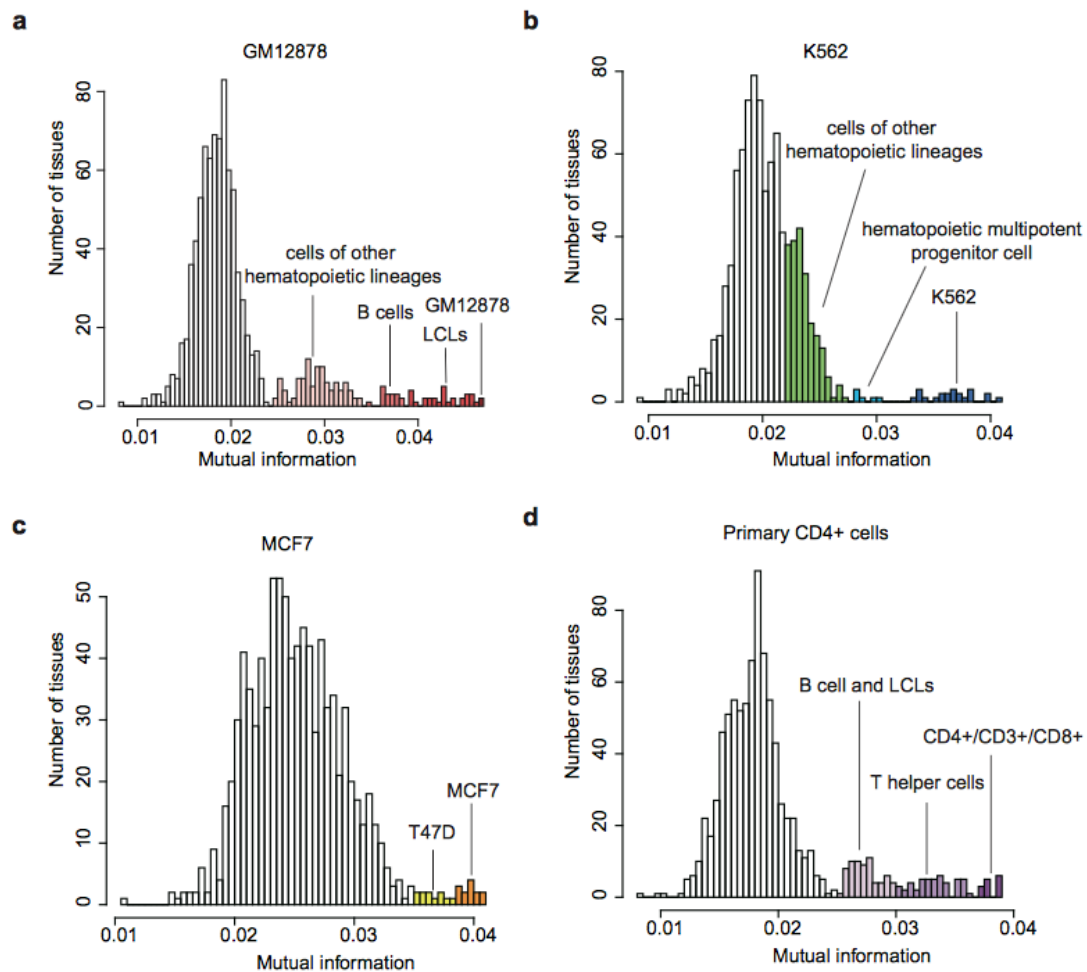 a
GM12878
Number of tissues
0
20
40
60
80
cells of other
hematopoietic lineages
B cells
GM12878
LCLs
0.01
0.02
0.03
0.04
Mutual information
b
K562
Number of tissues
0
20
40
60
80
cells of other
hematopoietic lineages
hematopoietic multipotent
progenitor cell
K562
0.01
0.02
0.03
0.04
Mutual information
c
MCF7
Number of tissues
0
10
20
30
40
50
T47D
MCF7
0.01
0.02
0.03
0.04
Mutual information
d
Primary CD4+ cells
Number of tissues
0
20
40
60
80
B cell and LCLs
CD4+/CD3+/CD8+
T helper cells
0.01
0.02
0.03
0.04
Mutual information